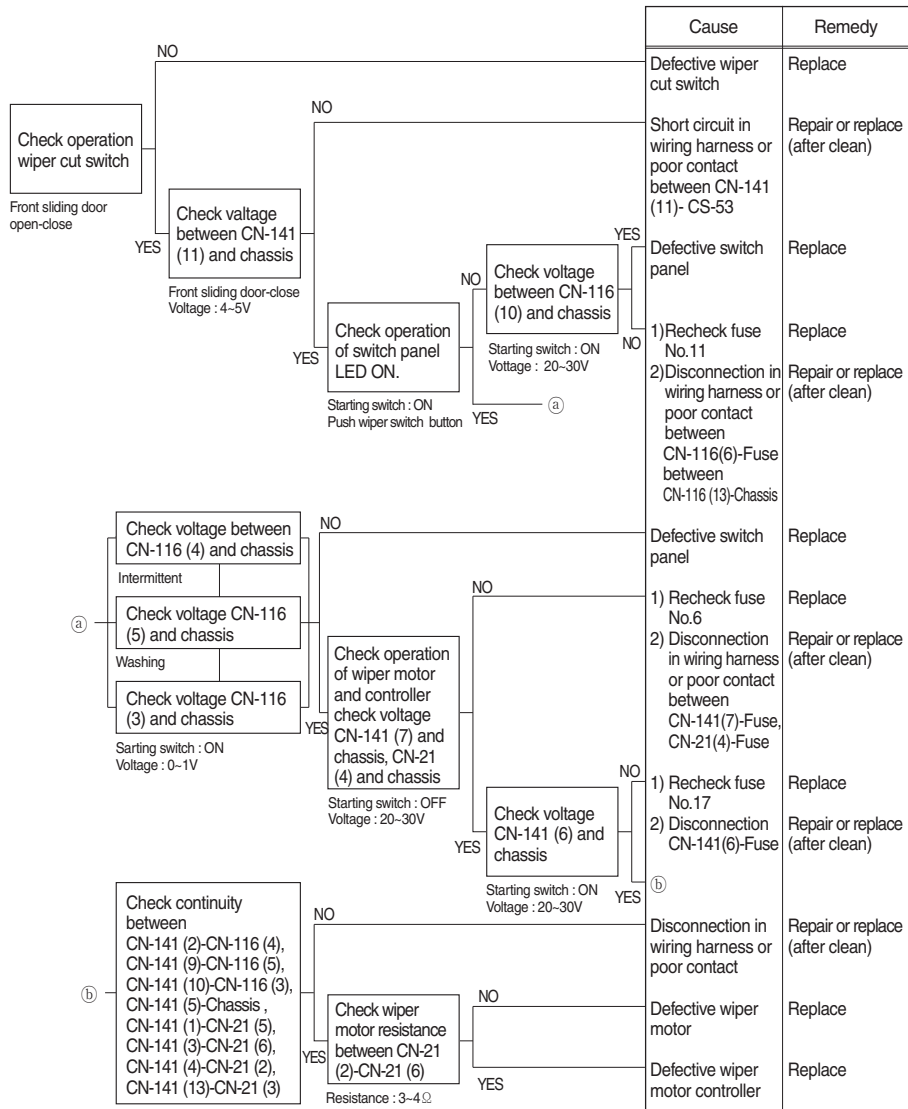 Cause
Remedy
NO
Defective wiper
cut switch
Replace
Check operation
wiper cut switch
Front sliding door
open-close
NO
Short circuit in
wiring harness or
poor contact
between CN-141
(11)- CS-53
Repair or replace
(after clean)
YES
Check valtage
between CN-141
(11) and chassis
Front sliding door-close
Voltage : 4~5V
YES
Check operation
of switch panel
LED ON.
Starting switch : ON
Push wiper switch button
NO
Check voltage
between CN-116
(10) and chassis
Starting switch : ON
Vottage : 20~30V
YES
Defective switch
panel
Replace
NO
1)Recheck fuse
No.11
Replace
2)Disconnection in
wiring harness or
poor contact
between
CN-116(6)-Fuse
between
CN-116 (13)-Chassis
Repair or replace
(after clean)
YES
ⓐ
ⓐ
Check voltage between
CN-116 (4) and chassis
Intermittent
Check voltage CN-116
(5) and chassis
Washing
Check voltage CN-116
(3) and chassis
Sarting switch : ON
Voltage : 0~1V
NO
Defective switch
panel
Replace
YES
Check operation
of wiper motor
and controller
check voltage
CN-141 (7) and
chassis, CN-21
(4) and chassis
Starting switch : OFF
Voltage : 20~30V
NO
1) Recheck fuse
No.6
Replace
2) Disconnection
in wiring harness
or poor contact
between
CN-141(7)-Fuse,
CN-21(4)-Fuse
Repair or replace
(after clean)
YES
Check voltage
CN-141 (6) and
chassis
Starting switch : ON
Voltage : 20~30V
NO
1) Recheck fuse
No.17
Replace
2) Disconnection
CN-141(6)-Fuse
Repair or replace
(after clean)
YES
ⓑ
ⓑ
Check continuity
between
CN-141 (2)-CN-116 (4),
CN-141 (9)-CN-116 (5),
CN-141 (10)-CN-116 (3),
CN-141 (5)-Chassis ,
CN-141 (1)-CN-21 (5),
CN-141 (3)-CN-21 (6),
CN-141 (4)-CN-21 (2),
CN-141 (13)-CN-21 (3)
NO
Disconnection in
wiring harness or
poor contact
Repair or replace
(after clean)
YES
Check wiper
motor resistance
between CN-21
(2)-CN-21 (6)
Resistance : 3~4Ω
NO
Defective wiper
motor
Replace
YES
Defective wiper
motor controller
Replace